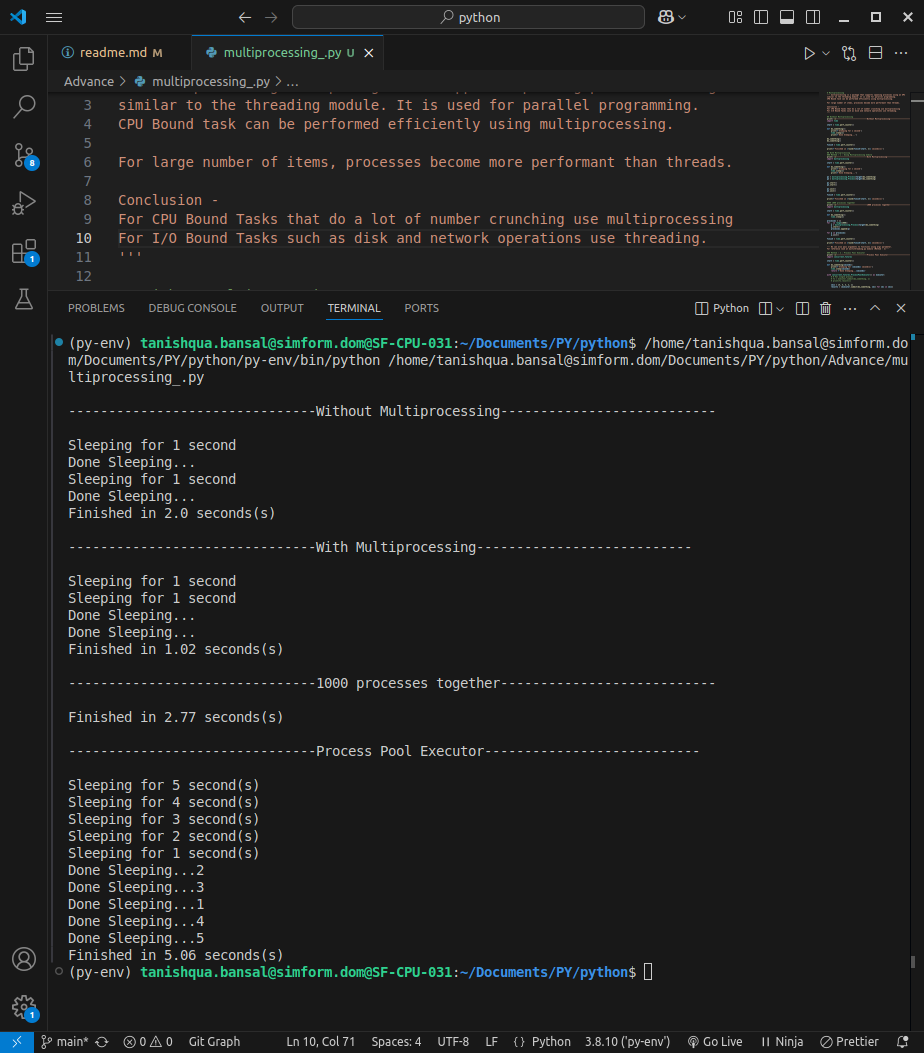 python
readme.md M
multiprocessing_.py U
Advance > multiprocessing_.py > ...
3 similar to the threading module. It is used for parallel programming.
4 CPU Bound task can be performed efficiently using multiprocessing.
5
6 For large number of items, processes become more performant than threads.
7
8 Conclusion -
9 For CPU Bound Tasks that do a lot of number crunching use multiprocessing
10 For I/O Bound Tasks such as disk and network operations use threading.
11 '''
12
8
1
PROBLEMS DEBUG CONSOLE OUTPUT TERMINAL PORTS Python
(py-env) tanishqua.bansal@simform.dom@SF-CPU-031:~/Documents/PY/python$ /home/tanishqua.bansal@simform.do
m/Documents/PY/python/py-env/bin/python /home/tanishqua.bansal@simform.dom/Documents/PY/python/Advance/mu
ltiprocessing_.py
-------------------------------Without Multiprocessing---------------------------
Sleeping for 1 second
Done Sleeping...
Sleeping for 1 second
Done Sleeping...
Finished in 2.0 seconds(s)
-------------------------------With Multiprocessing---------------------------
Sleeping for 1 second
Sleeping for 1 second
Done Sleeping...
Done Sleeping...
Finished in 1.02 seconds(s)
-------------------------------1000 processes together---------------------------
Finished in 2.77 seconds(s)
-------------------------------Process Pool Executor---------------------------
Sleeping for 5 second(s)
Sleeping for 4 second(s)
Sleeping for 3 second(s)
Sleeping for 2 second(s)
Sleeping for 1 second(s)
Done Sleeping...2
Done Sleeping...3
Done Sleeping...1
Done Sleeping...4
Done Sleeping...5
Finished in 5.06 seconds(s)
(py-env) tanishqua.bansal@simform.dom@SF-CPU-031:~/Documents/PY/python$
1
main* 0 0 Git Graph Ln 10, Col 71 Spaces: 4 UTF-8 LF {} Python 3.8.10 ('py-env') Go Live Ninja Prettier